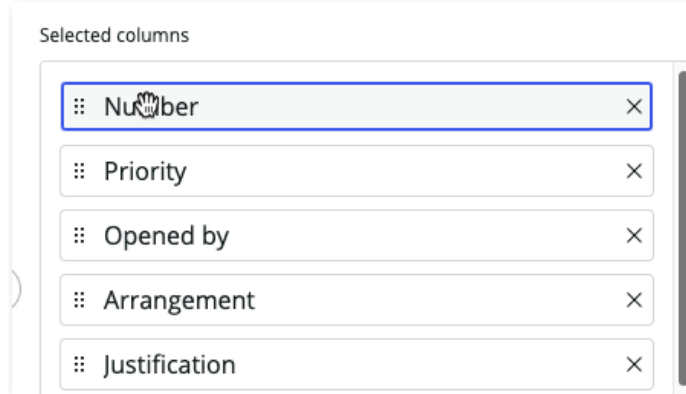 Selected columns
Number
Priority
Opened by
Arrangement
Justification